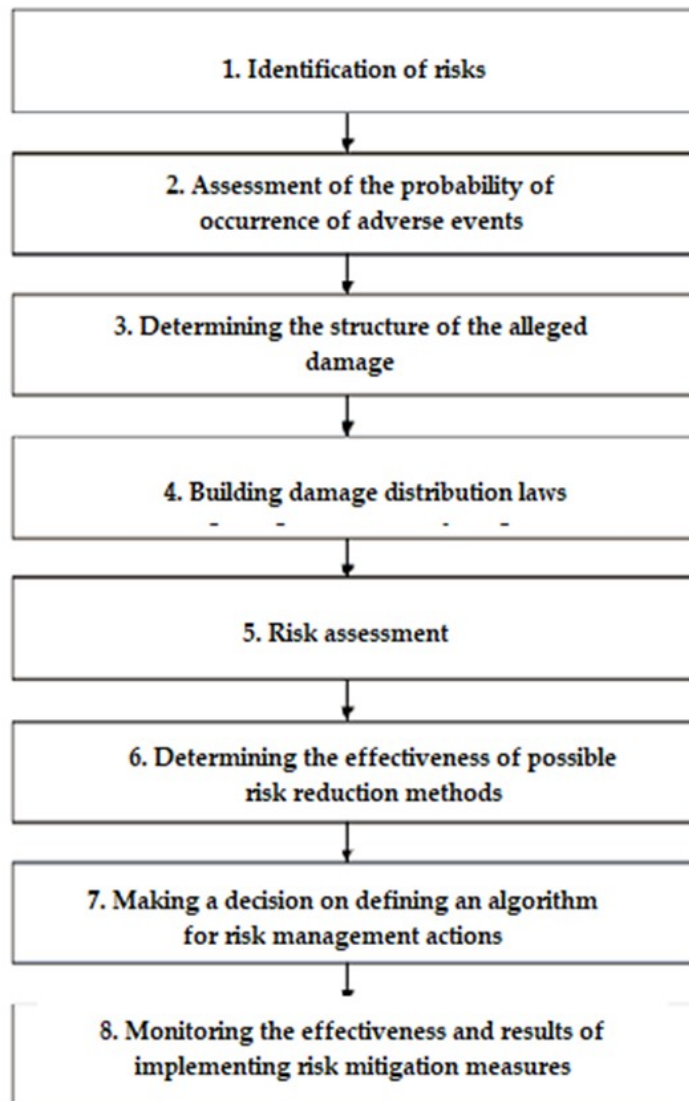 1. Identification of risks
2. Assessment of the probability of
occurrence of adverse events
3. Determining the structure of the alleged
damage
4. Building damage distribution laws
5. Risk assessment
6. Determining the effectiveness of possible
risk reduction methods
7. Making a decision on defining an algorithm
for risk management actions
8. Monitoring the effectiveness and results of
implementing risk mitigation measures